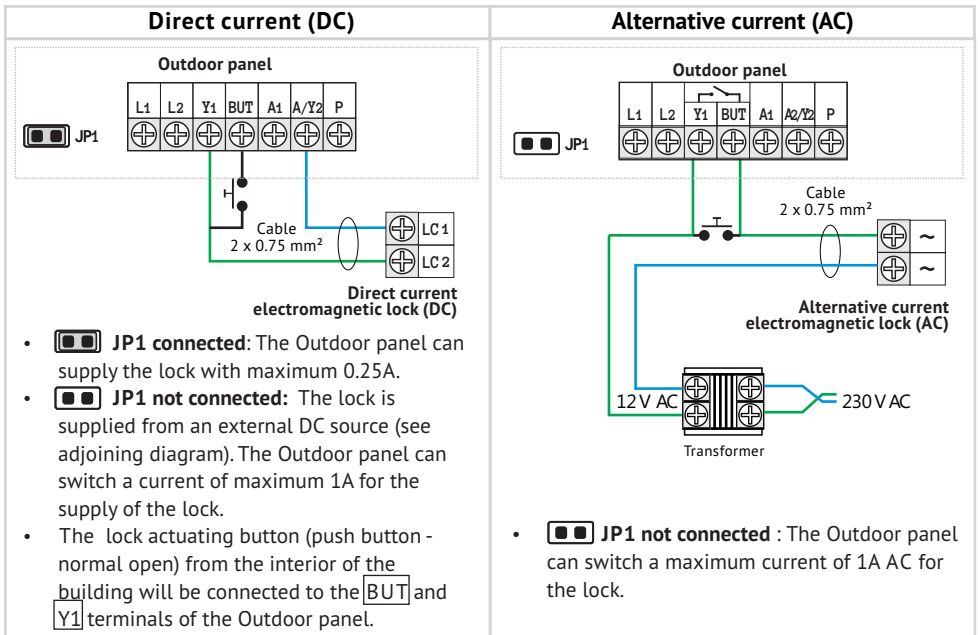 Direct current (DC)
Outdoor panel
L1 L2 Y1 BUT A1 A/Y2 P
JP1
Cable
2 x 0.75 mm²
LC 1
LC 2
Direct current
electromagnetic lock (DC)
• JP1 connected: The Outdoor panel can
supply the lock with maximum 0.25A.
• JP1 not connected: The lock is
supplied from an external DC source (see
adjoining diagram). The Outdoor panel can
switch a current of maximum 1A for the
supply of the lock.
• The lock actuating button (push button -
normal open) from the interior of the
building will be connected to the BUT and
Y1 terminals of the Outdoor panel.
Alternative current (AC)
Outdoor panel
L1 L2 Y1 BUT A1 A2/Y2 P
JP1
Cable
2 x 0.75 mm²
~
~
Alternative current
electromagnetic lock (AC)
12 V AC
230 V AC
Transformer
• JP1 not connected : The Outdoor panel
can switch a maximum current of 1A AC for
the lock.